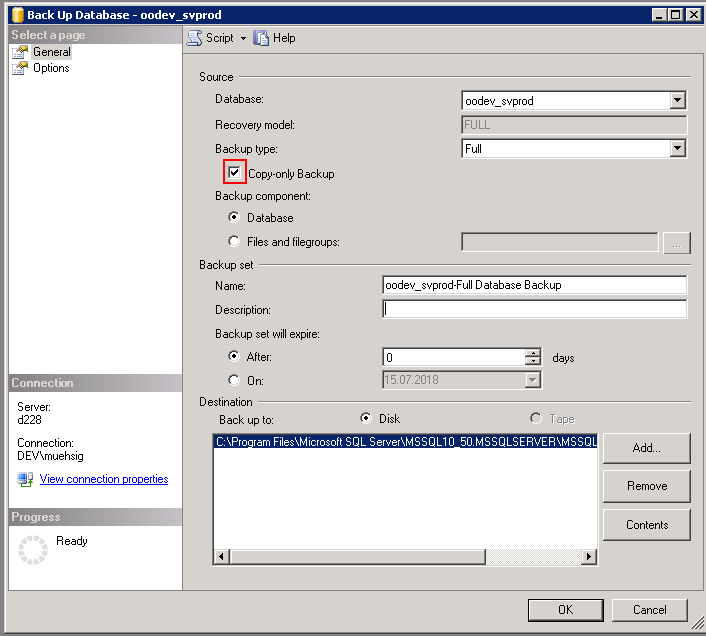 Back Up Database - oodev_svprod
Select a page
General
Options
Script
Help
Source
Database:
oodev_svprod
Recovery model:
FULL
Backup type:
Full
Copy-only Backup
Backup component:
Database
Files and filegroups:
...
Backup set
Name:
oodev_svprod-Full Database Backup
Description:
Backup set will expire:
After:
0
days
On:
15.07.2018
Destination
Back up to:
Disk
Tape
C:\Program Files\Microsoft SQL Server\MSSQL10_50.MSSQLSERVER\MSSQL
Add...
Remove
Contents
Connection
Server:
d228
Connection:
DEV\muehsig
View connection properties
Progress
Ready
OK
Cancel